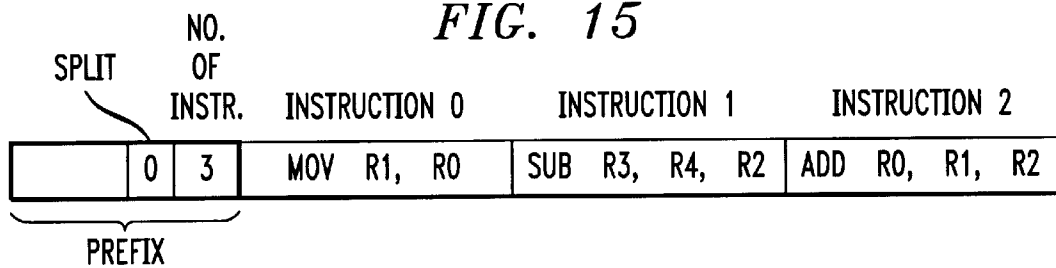 FIG. 15
SPLIT
NO.
OF
INSTR.
INSTRUCTION 0 INSTRUCTION 1 INSTRUCTION 2
0 3 MOV R1, R0 SUB R3, R4, R2 ADD R0, R1, R2
PREFIX